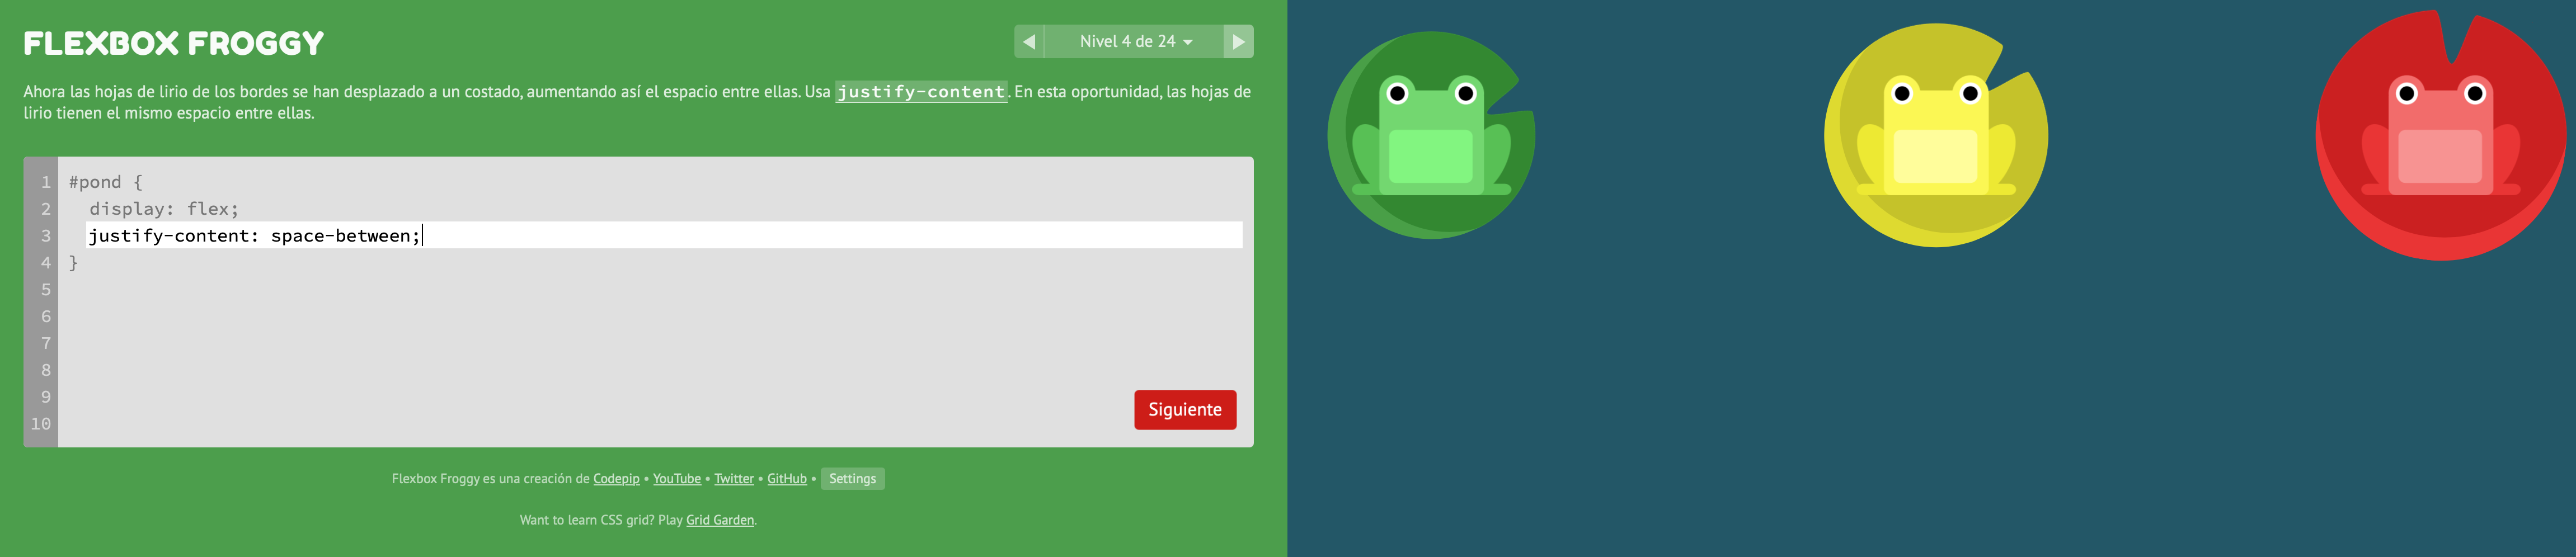 FLEXBOX FROGGY
Nivel 4 de 24
Ahora las hojas de lirio de los bordes se han desplazado a un costado, aumentando así el espacio entre ellas. Usa justify-content. En esta oportunidad, las hojas de
lirio tienen el mismo espacio entre ellas.
1 #pond {
2 display: flex;
3 justify-content: space-between;
4 }
5
6
7
8
9
10
Siguiente
Flexbox Froggy es una creación de Codepip • YouTube • Twitter • GitHub • Settings
Want to learn CSS grid? Play Grid Garden.